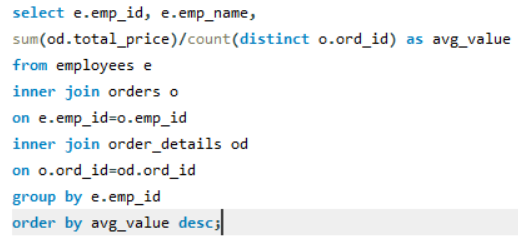 select e.emp_id, e.emp_name,
sum(od.total_price)/count(distinct o.ord_id) as avg_value
from employees e
inner join orders o
on e.emp_id=o.emp_id
inner join order_details od
on o.ord_id=od.ord_id
group by e.emp_id
order by avg_value desc;